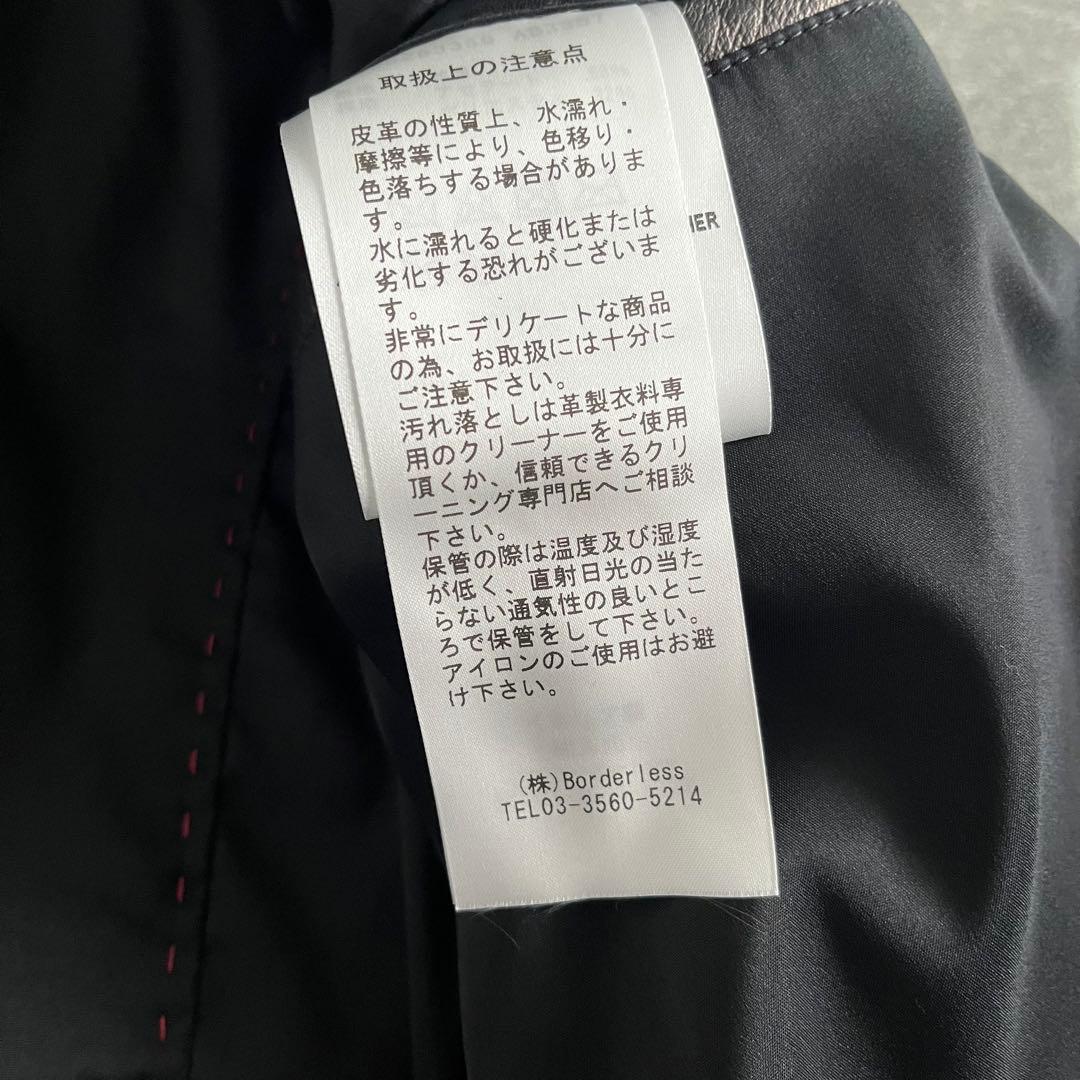 取扱上の注意点
皮革の性質上、水濡れ・
摩擦等により、色移り・
色落ちする場合がありま
す。
水に濡れると硬化または
劣化する恐れがございま
す。
非常にデリケートな商品
の為、お取扱には十分に
ご注意下さい。
汚れ落としは革製衣料専
用のクリーナーをご使用
頂くか、信頼できるクリ
ーニング専門店へご相談
下さい。
保管の際は温度及び湿度
が低く、直射日光の当た
らない通気性の良いとこ
ろで保管をして下さい。
アイロンのご使用はお避
け下さい。
(株)Borderless
TEL03-3560-5214